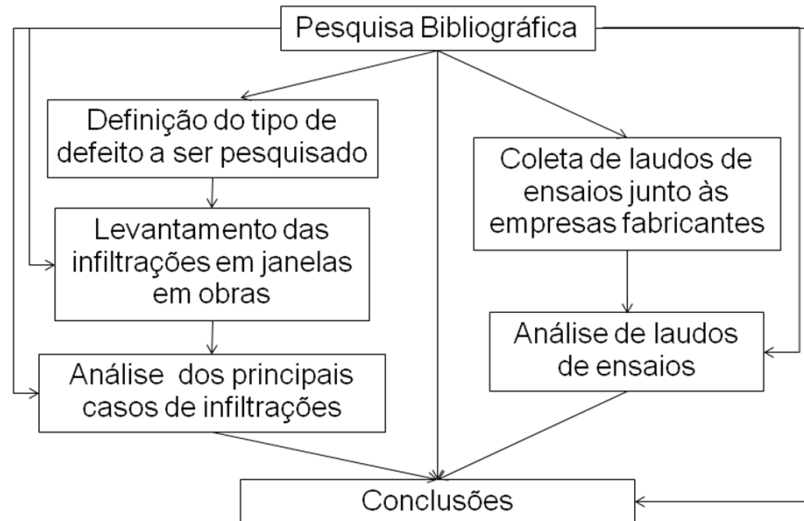 Pesquisa Bibliográfica
Definição do tipo de
defeito a ser pesquisado
Coleta de laudos de
ensaios junto às
empresas fabricantes
Levantamento das
infiltrações em janelas
em obras
Análise de laudos
de ensaios
Análise dos principais
casos de infiltrações
Conclusões